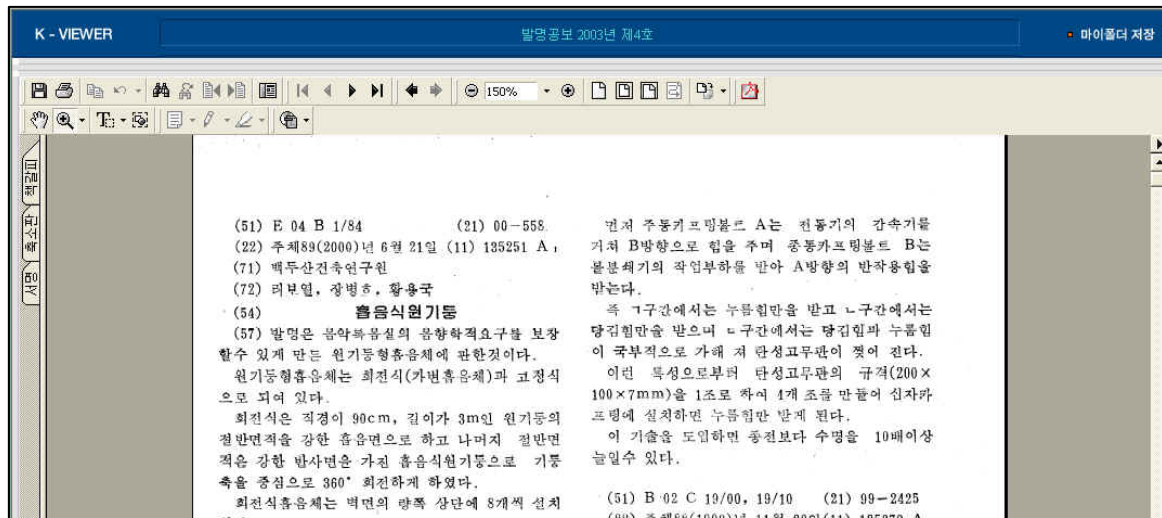 K - VIEWER
발명공보 2003년 제4호
마이폴더 저장
150%
책갈피
축소판
서명
(51) E 04 B 1/84 (21) 00-558
(22) 주체89(2000)년 6월 21일 (11) 135251 A
(71) 백두산건축연구원
(72) 리보열, 장병호, 황용국
(54) 흡음식원기둥
(57) 발명은 음악록음실의 음향학적요구를 보장
할수 있게 만든 원기둥형흡음체에 관한것이다.
원기둥형흡음체는 회전식(가변흡음체)과 고정식
으로 되여 있다.
회전식은 직경이 90cm, 길이가 3m인 원기둥의
절반면적을 강한 흡음면으로 하고 나머지 절반면
적은 강한 반사면을 가진 흡음식원기둥으로 기둥
축을 중심으로 360° 회전하게 하였다.
회전식흡음체는 벽면의 량쪽 상단에 8개씩 설치
먼저 주동카프링볼트 A는 전동기의 감속기를
거쳐 B방향으로 힘을 주며 종동카프링볼트 B는
볼분쇄기의 작업부하를 받아 A방향의 반작용힘을
받는다.
즉 ㄱ구간에서는 누름힘만을 받고 ㄴ구간에서는
당김힘만을 받으며 ㄷ구간에서는 당김힘과 누름힘
이 국부적으로 가해 져 탄성고무판이 찢어 진다.
이런 특성으로부터 탄성고무판의 규격(200×
100×7mm)을 1조로 하여 4개 조를 만들어 십자카
프링에 설치하면 누름힘만 받게 된다.
이 기술을 도입하면 종전보다 수명을 10배이상
늘일수 있다.
(51) B 02 C 19/00, 19/10 (21) 99-2425